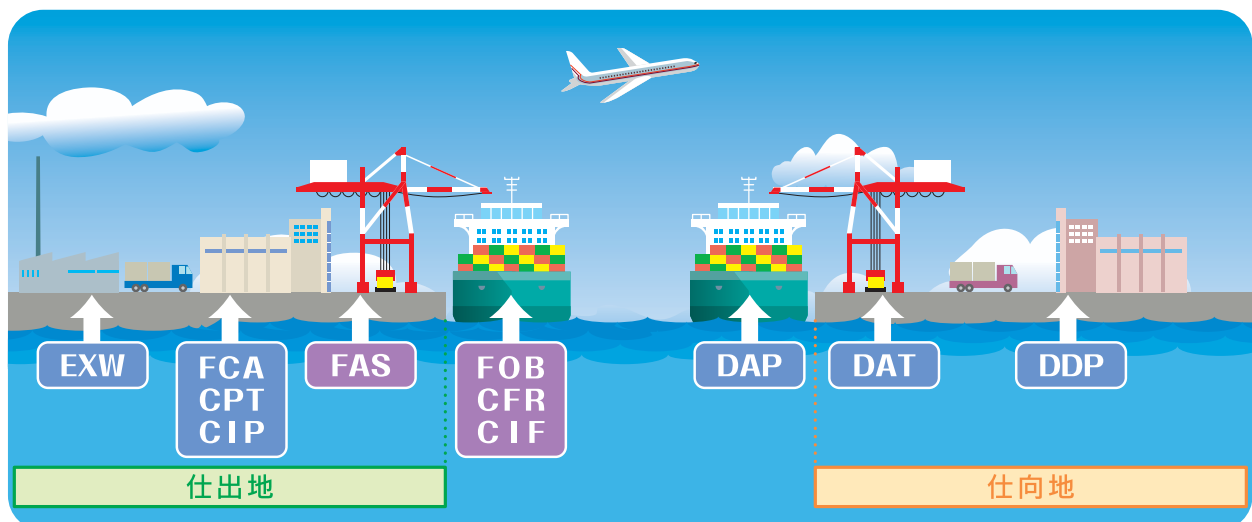 EXW
FCA
CPT
CIP
FAS
FOB
CFR
CIF
DAP
DAT
DDP
仕出地
仕向地